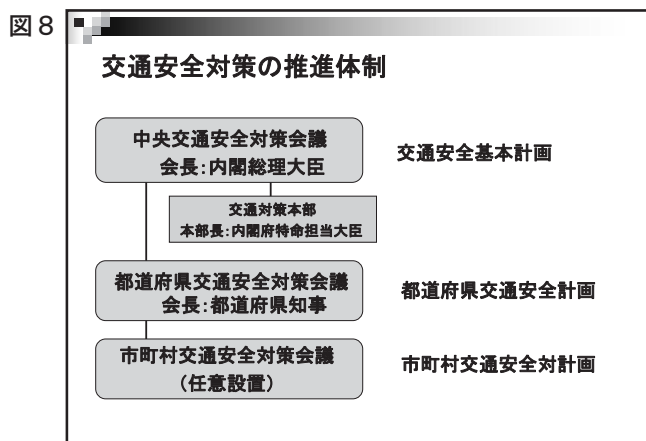 図8
交通安全対策の推進体制
中央交通安全対策会議
会長:内閣総理大臣
交通安全基本計画
交通対策本部
本部長:内閣府特命担当大臣
都道府県交通安全対策会議
会長:都道府県知事
都道府県交通安全計画
市町村交通安全対策会議
(任意設置)
市町村交通安全対計画